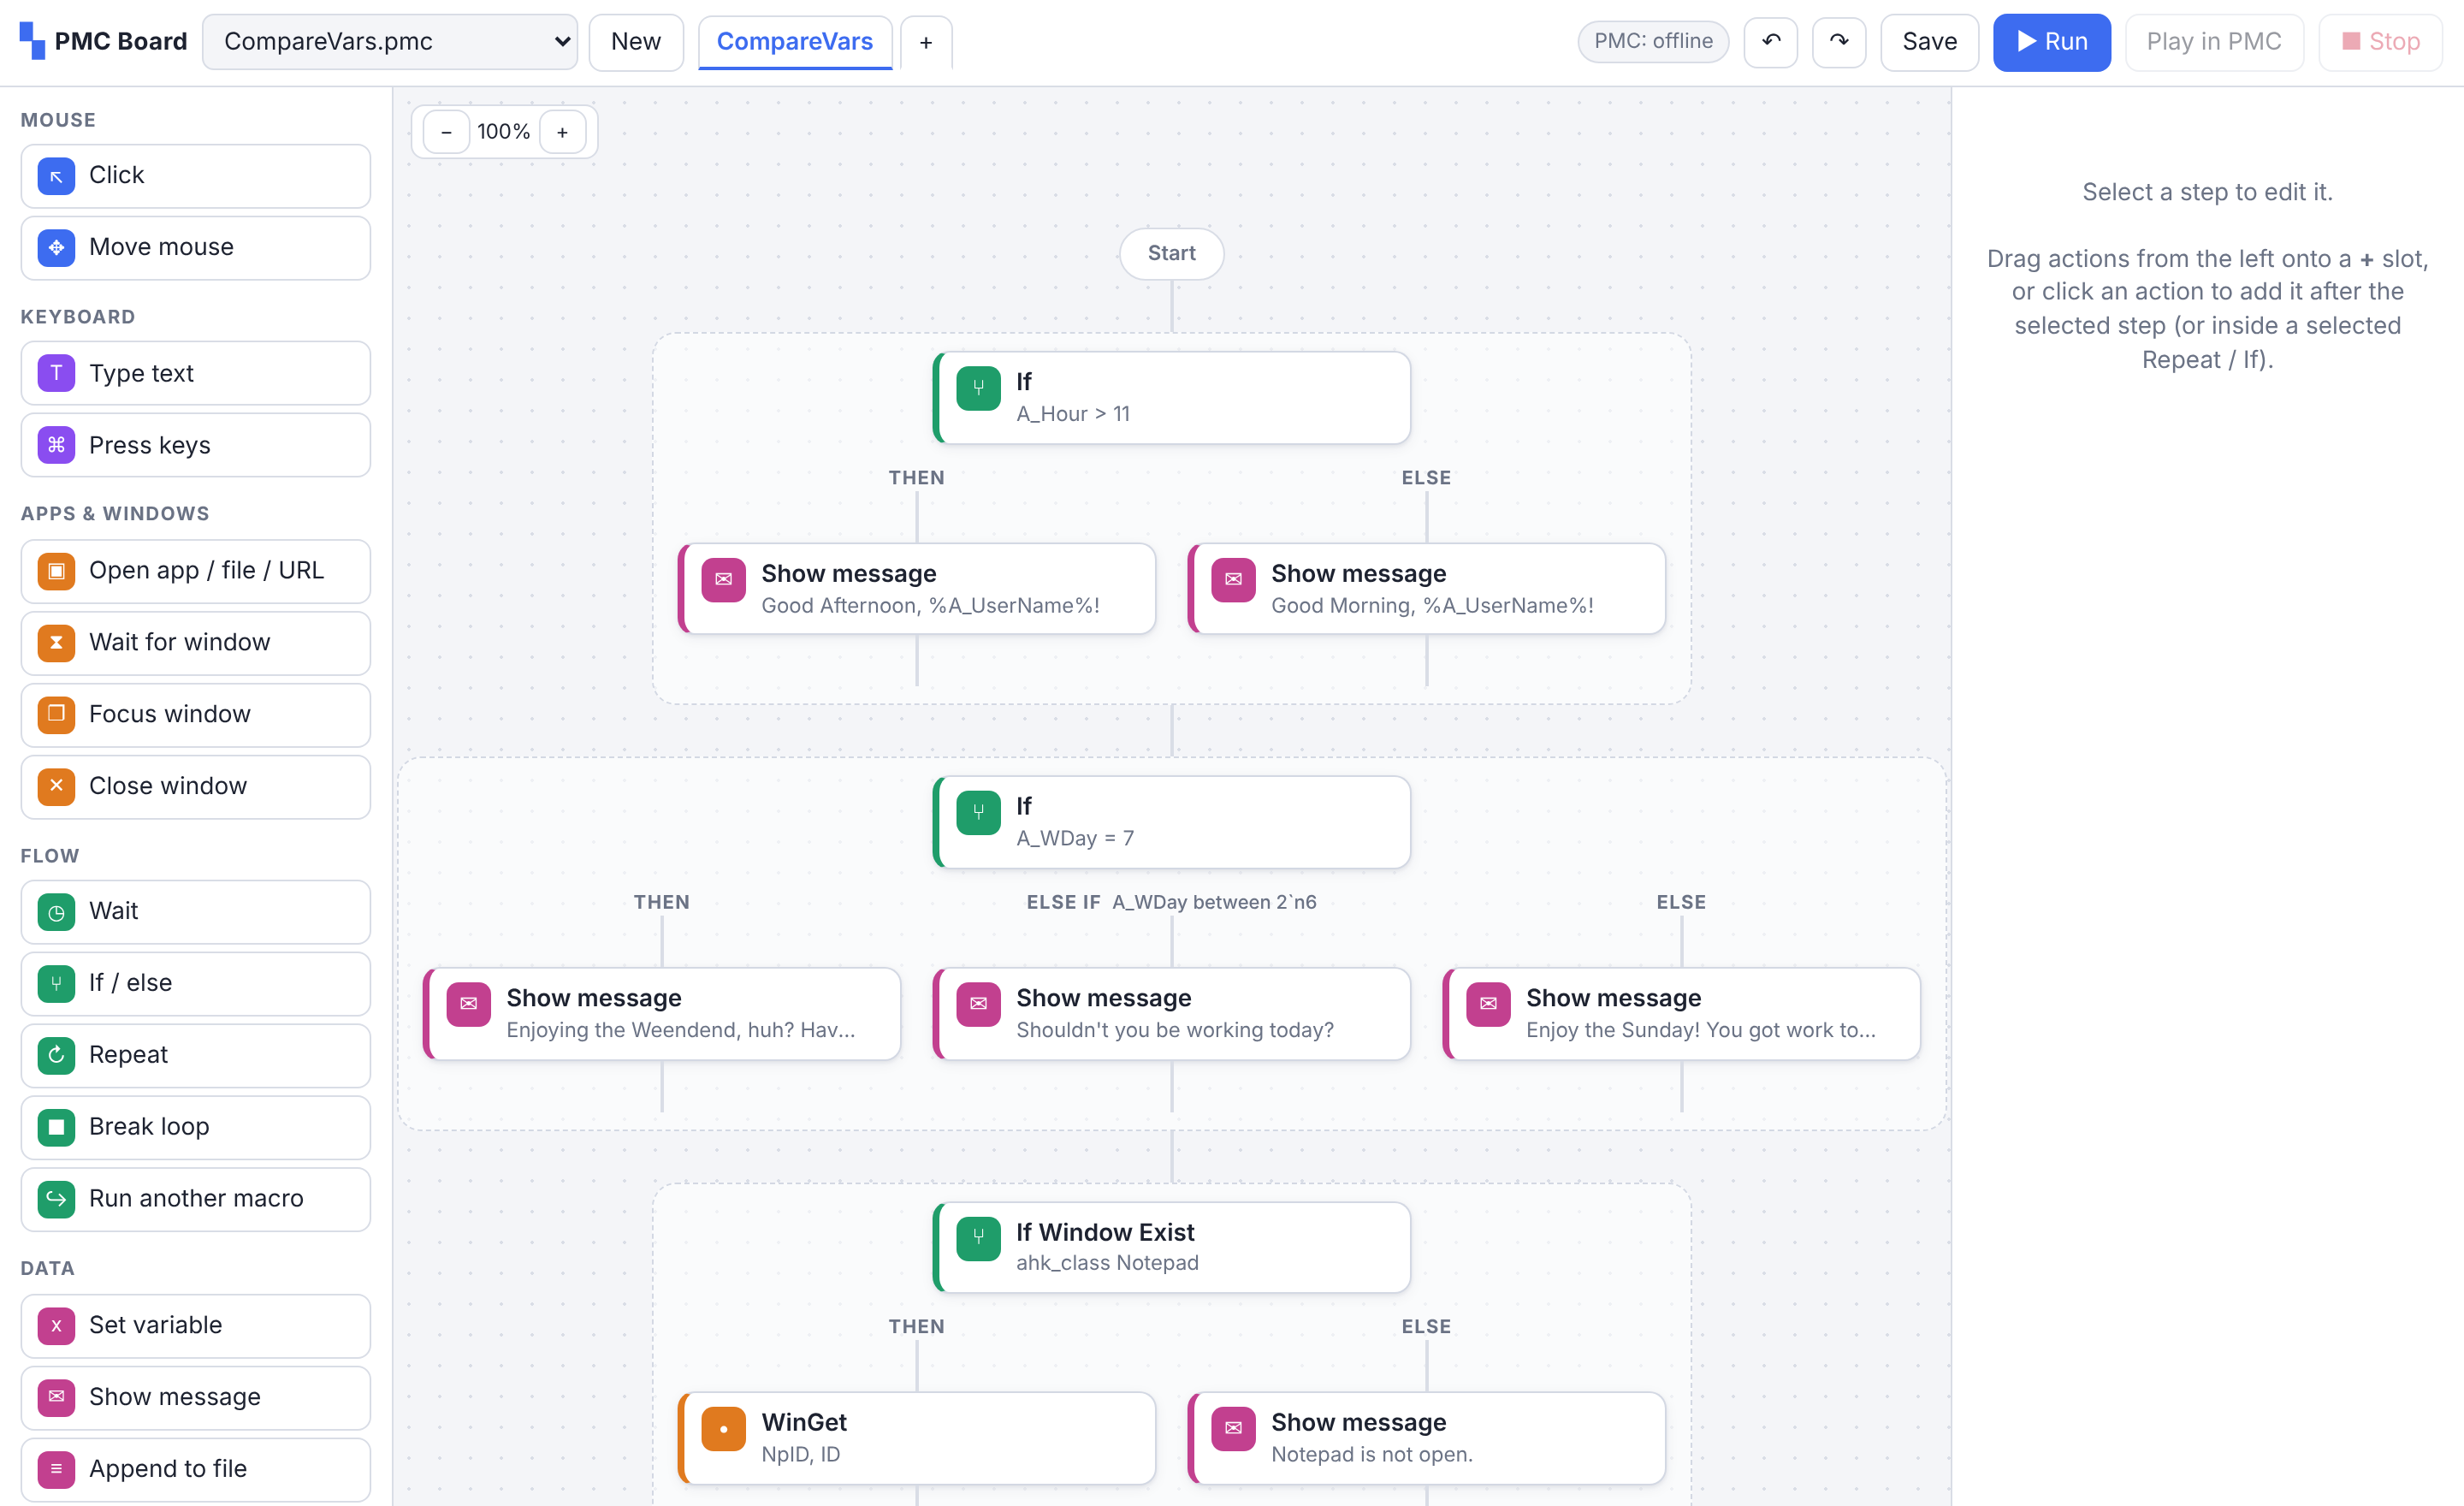 PMC Board
CompareVars.pmc
New
CompareVars
+
PMC: offline
Save
Run
Play in PMC
Stop
MOUSE
Click
Move mouse
KEYBOARD
Type text
Press keys
APPS & WINDOWS
Open app / file / URL
Wait for window
Focus window
Close window
FLOW
Wait
If / else
Repeat
Break loop
Run another macro
DATA
Set variable
Show message
Append to file
− 100% +
Start
If
A_Hour > 11
THEN
ELSE
Show message
Good Afternoon, %A_UserName%!
Show message
Good Morning, %A_UserName%!
If
A_WDay = 7
THEN
ELSE IF A_WDay between 2`n6
ELSE
Show message
Enjoying the Weendend, huh? Hav...
Show message
Shouldn't you be working today?
Show message
Enjoy the Sunday! You got work to...
If Window Exist
ahk_class Notepad
THEN
ELSE
WinGet
NpID, ID
Show message
Notepad is not open.
Select a step to edit it.
Drag actions from the left onto a + slot,
or click an action to add it after the
selected step (or inside a selected
Repeat / If).